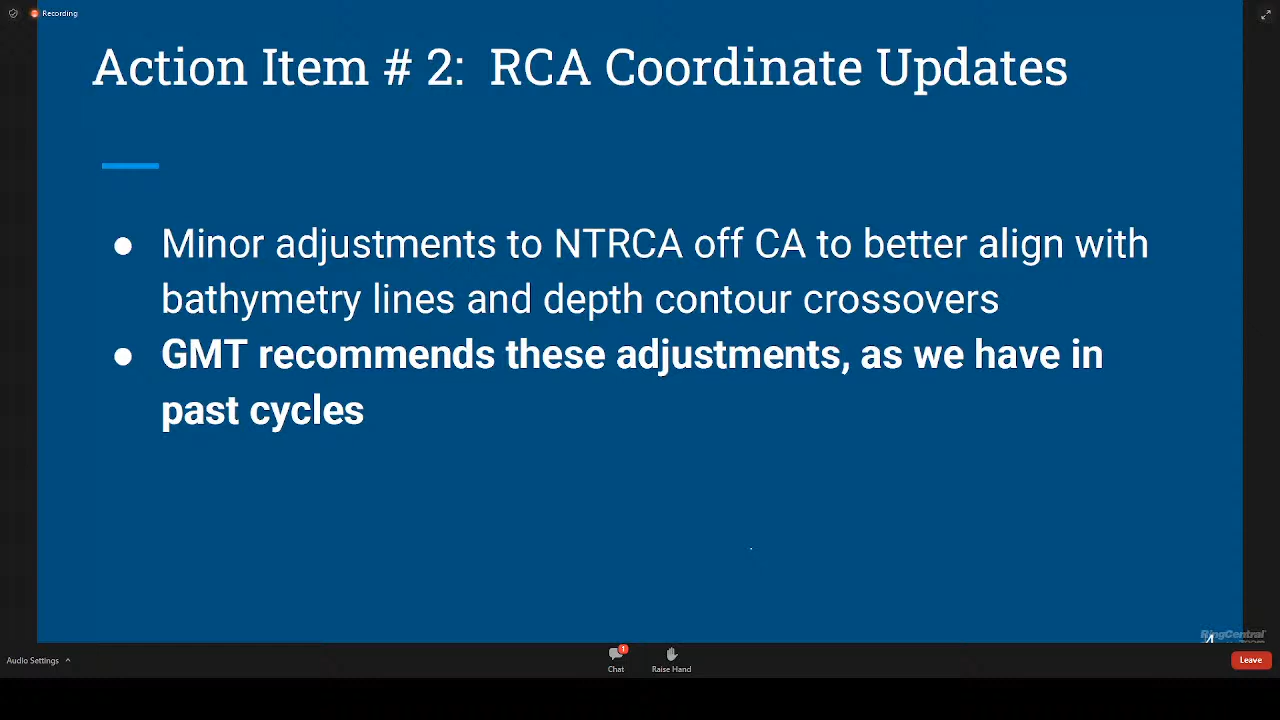 Recording
Action Item # 2: RCA Coordinate Updates
● Minor adjustments to NTRCA off CA to better align with
bathymetry lines and depth contour crossovers
● GMT recommends these adjustments, as we have in
past cycles
RingCentral
Audio Settings
1
Chat
Raise Hand
Leave